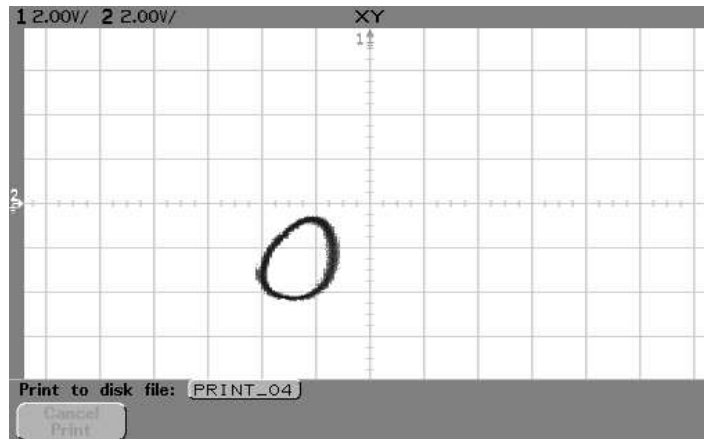 1 2.00V/ 2 2.00V/ XY
1
2
Print to disk file: PRINT_04
Cancel
Print